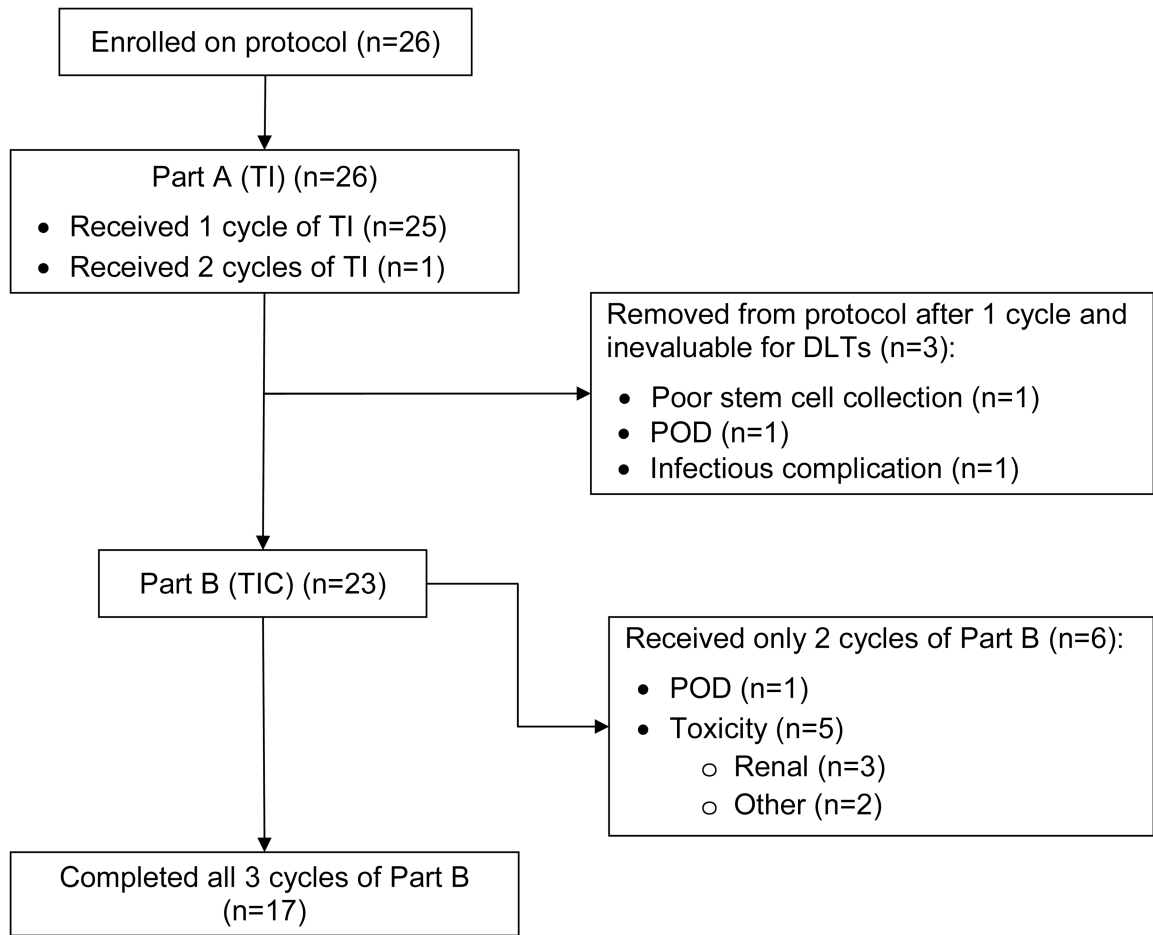 Enrolled on protocol (n=26)
Part A (TI) (n=26)
• Received 1 cycle of TI (n=25)
• Received 2 cycles of TI (n=1)
Removed from protocol after 1 cycle and
inevaluable for DLTs (n=3):
• Poor stem cell collection (n=1)
• POD (n=1)
• Infectious complication (n=1)
Part B (TIC) (n=23)
Received only 2 cycles of Part B (n=6):
• POD (n=1)
• Toxicity (n=5)
o Renal (n=3)
o Other (n=2)
Completed all 3 cycles of Part B
(n=17)